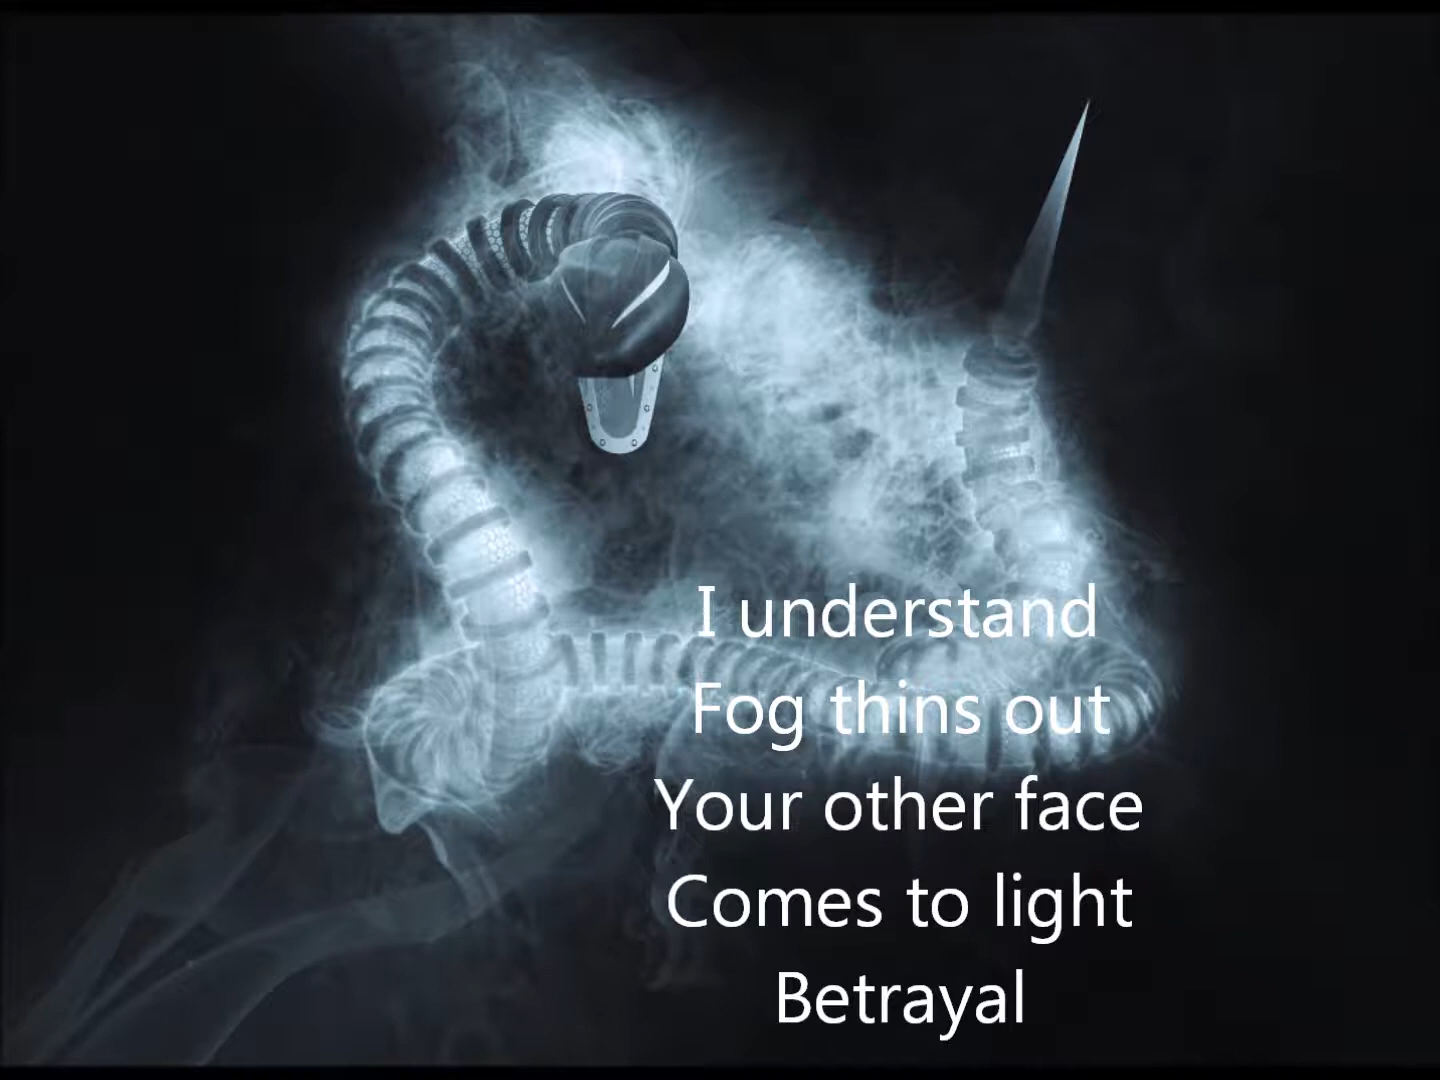 I understand
Fog thins out
Your other face
Comes to light
Betrayal